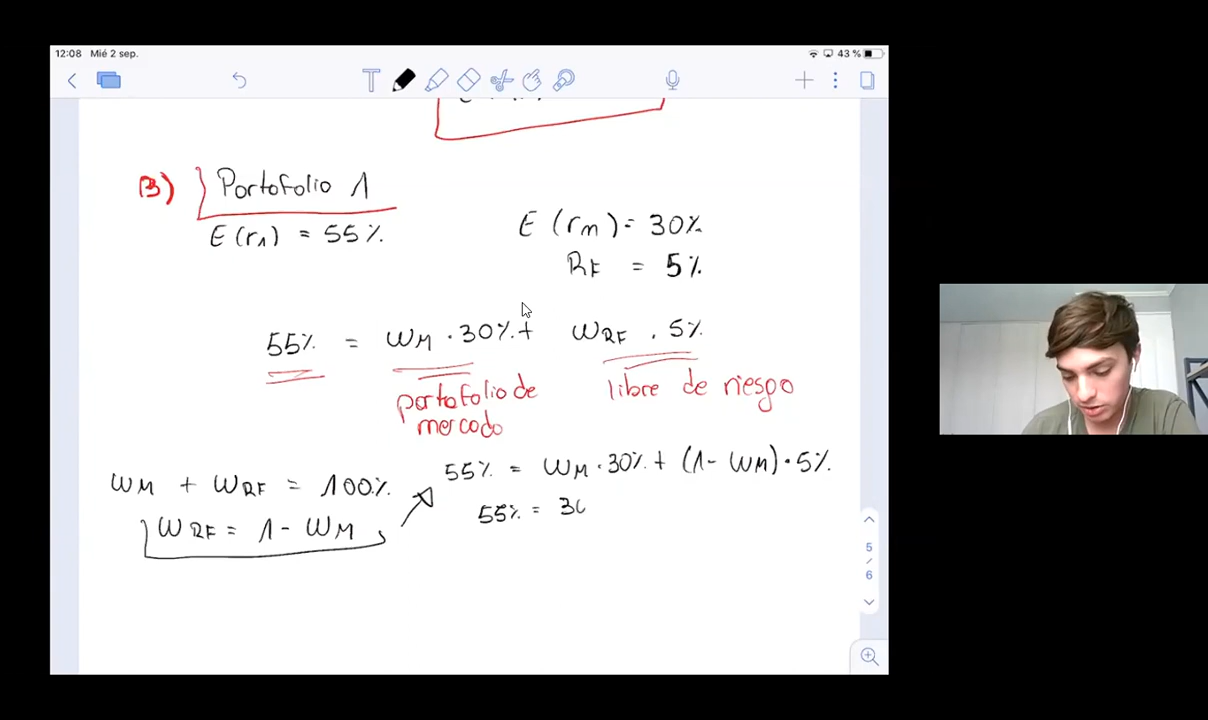 12:08 Mié 2 sep. 43 %
T
B) Portofolio 1
E (r1) = 55%
E (rm) = 30%
RF = 5%
55% = WM . 30% + WRF . 5%
portafolio de mercado
libre de riesgo
WM + WRF = 100%
WRF = 1 - WM
55% = WM . 30% + (1 - WM) . 5%
55% = 30
5
/
6